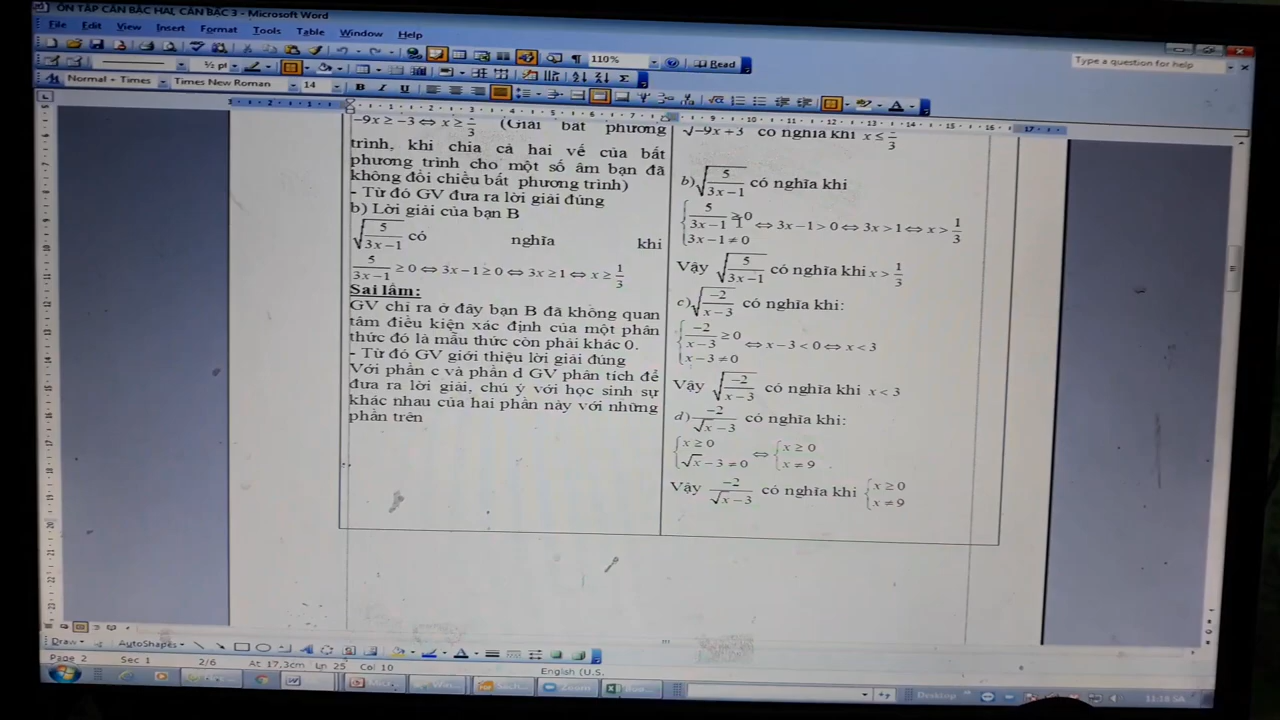 ÔN TẬP CĂN BẬC HAI, CĂN BẬC 3 - Microsoft Word
File Edit View Insert Format Tools Table Window Help
Type a question for help
110% Read
½ pt
Normal + Times Times New Roman 14 B I U
−9x ≥ −3 ⇔ x ≥ 1/3 (Giải bất phương
trình, khi chia cả hai vế của bất
phương trình cho một số âm bạn đã
không đổi chiều bất phương trình)
- Từ đó GV đưa ra lời giải đúng
b) Lời giải của bạn B
√(5/(3x−1)) có nghĩa khi
5/(3x−1) ≥ 0 ⇔ 3x−1 ≥ 0 ⇔ 3x ≥ 1 ⇔ x ≥ 1/3
Sai lầm:
GV chỉ ra ở đây bạn B đã không quan
tâm điều kiện xác định của một phân
thức đó là mẫu thức còn phải khác 0.
- Từ đó GV giới thiệu lời giải đúng
Với phần c và phần d GV phân tích để
đưa ra lời giải, chú ý với học sinh sự
khác nhau của hai phần này với những
phần trên
√(−9x+3) có nghĩa khi x ≤ 1/3
b) √(5/(3x−1)) có nghĩa khi
{ 5/(3x−1) ≥ 0
3x−1 ≠ 0 ⇔ 3x−1 > 0 ⇔ 3x > 1 ⇔ x > 1/3
Vậy √(5/(3x−1)) có nghĩa khi x > 1/3
c) √(−2/(x−3)) có nghĩa khi:
{ −2/(x−3) ≥ 0
x−3 ≠ 0 ⇔ x−3 < 0 ⇔ x < 3
Vậy √(−2/(x−3)) có nghĩa khi x < 3
d) −2/(√x−3) có nghĩa khi:
{ x ≥ 0 ⇔ { x ≥ 0
√x−3 ≠ 0 x ≠ 9
Vậy −2/(√x−3) có nghĩa khi { x ≥ 0
x ≠ 9
Draw AutoShapes
Page 2 Sec 1 2/6 At 17,3cm Ln 25 Col 10 English (U.S.
Zoom Desktop 11:18 SA